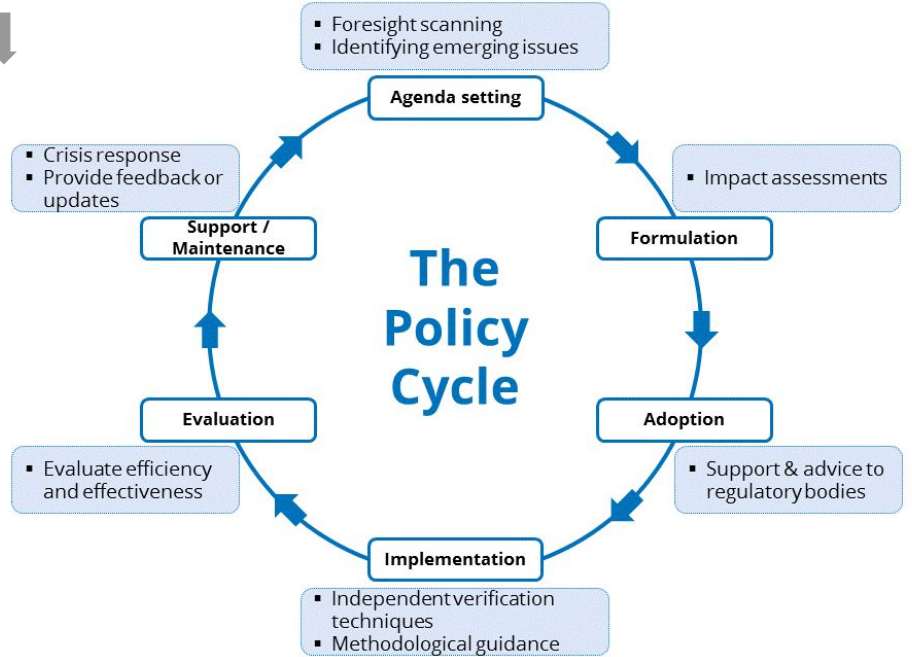 ▪ Foresight scanning
▪ Identifying emerging issues
Agenda setting
▪ Crisis response
▪ Provide feedback or
updates
▪ Impact assessments
Support /
Maintenance
Formulation
The
Policy
Cycle
Evaluation
Adoption
▪ Evaluate efficiency
and effectiveness
▪ Support & advice to
regulatory bodies
Implementation
▪ Independent verification
techniques
▪ Methodological guidance